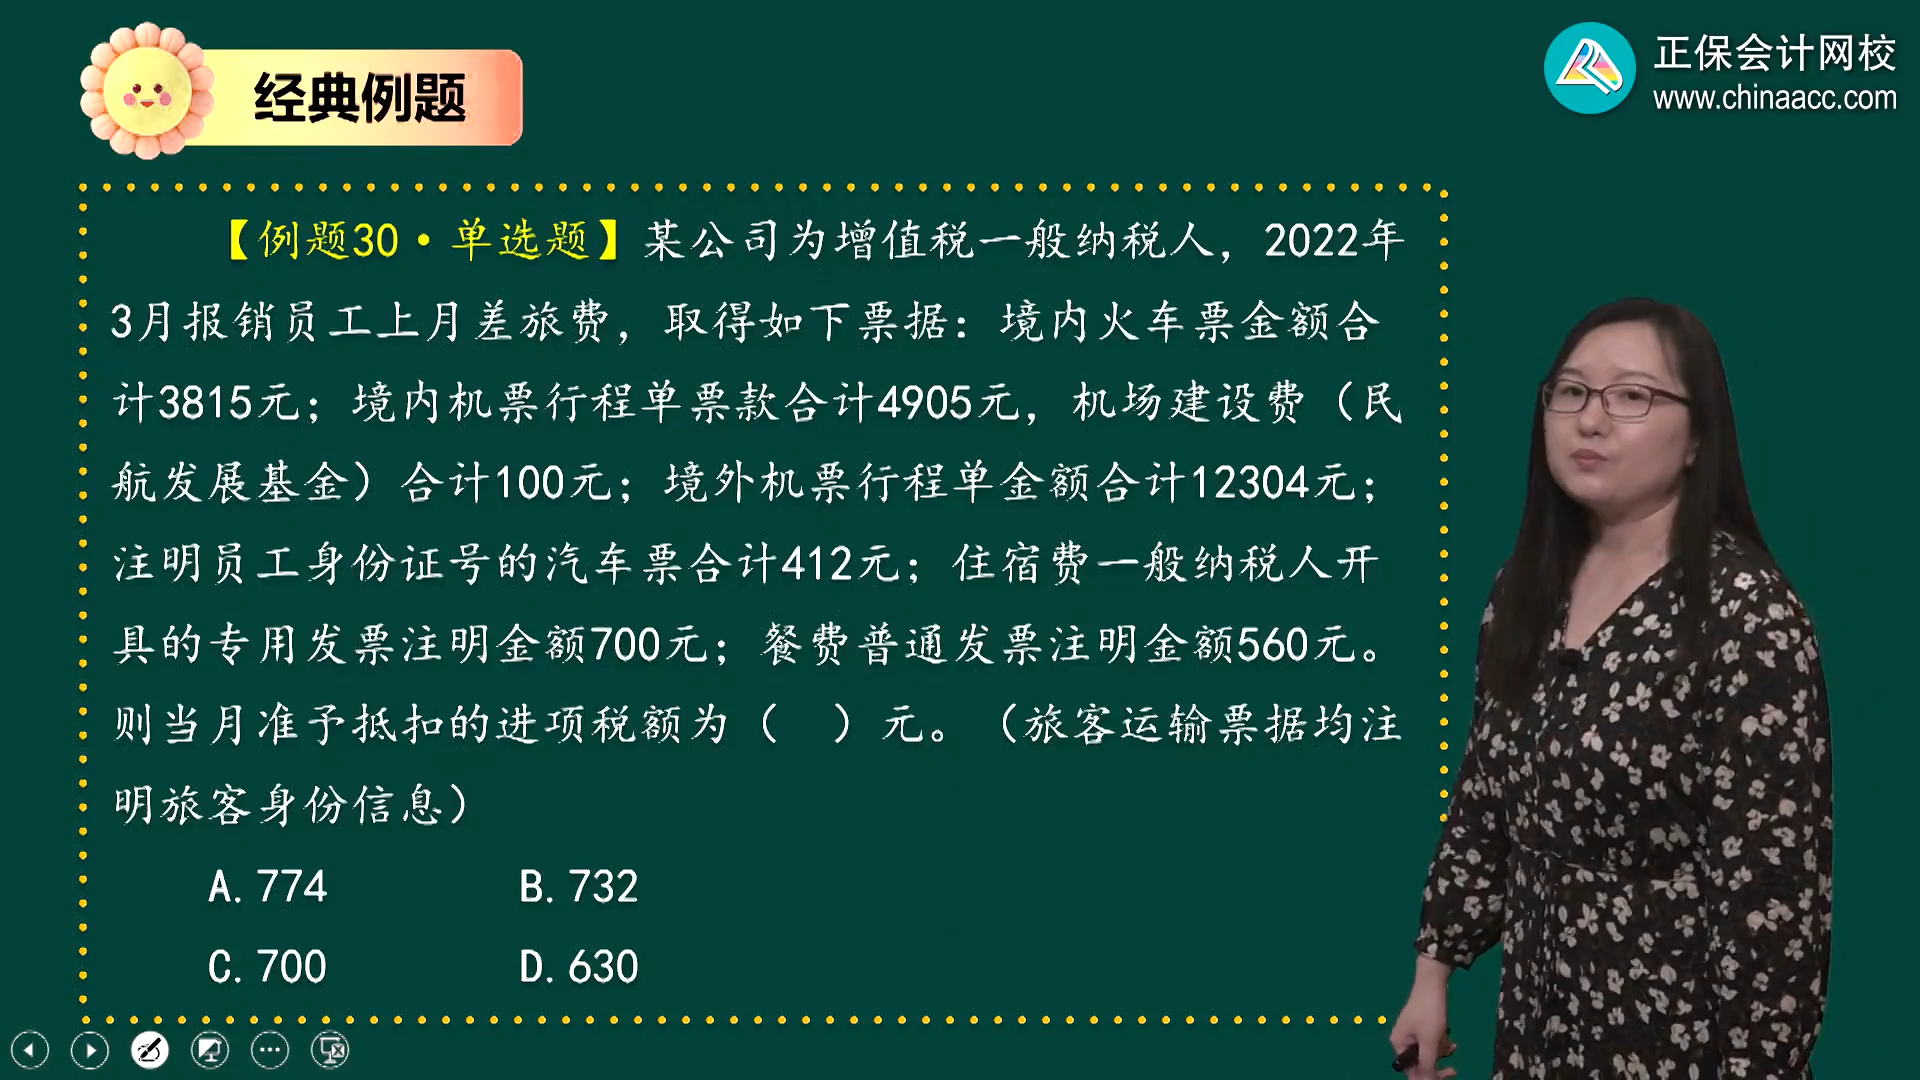 经典例题
正保会计网校
www.chinaacc.com
【例题30·单选题】某公司为增值税一般纳税人，2022年
3月报销员工上月差旅费，取得如下票据：境内火车票金额合
计3815元；境内机票行程单票款合计4905元，机场建设费（民
航发展基金）合计100元；境外机票行程单金额合计12304元；
注明员工身份证号的汽车票合计412元；住宿费一般纳税人开
具的专用发票注明金额700元；餐费普通发票注明金额560元。
则当月准予抵扣的进项税额为（ ）元。（旅客运输票据均注
明旅客身份信息）
A. 774 B. 732
C. 700 D. 630